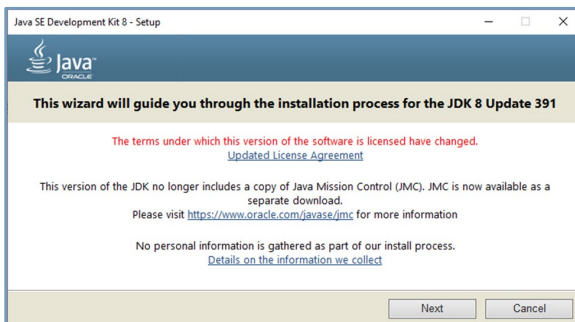 Java SE Development Kit 8 - Setup
Java
ORACLE
This wizard will guide you through the installation process for the JDK 8 Update 391
The terms under which this version of the software is licensed have changed.
Updated License Agreement
This version of the JDK no longer includes a copy of Java Mission Control (JMC). JMC is now available as a
separate download.
Please visit https://www.oracle.com/javase/jmc for more information
No personal information is gathered as part of our install process.
Details on the information we collect
Next Cancel